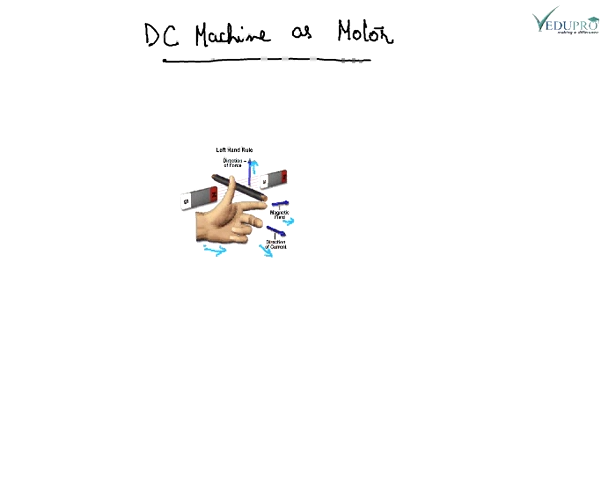 DC Machine as Motor
VEDUPRO
making a difference
Left Hand Rule
Direction
of Force
Magnetic
Field
Direction
of Current